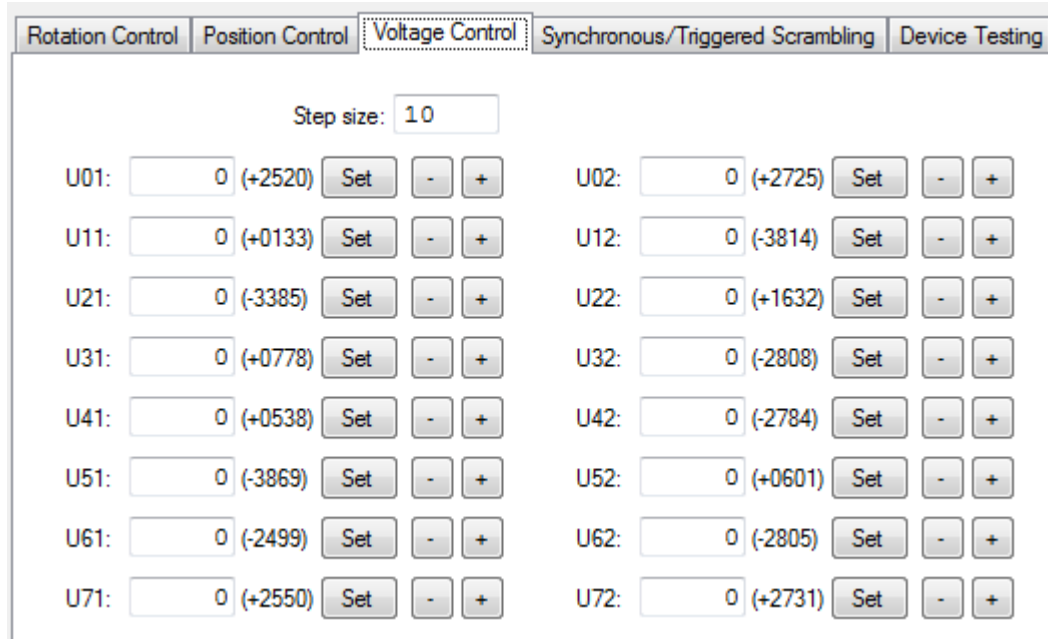 Rotation Control Position Control Voltage Control Synchronous/Triggered Scrambling Device Testing
Step size: 10
U01: 0 (+2520) Set - + U02: 0 (+2725) Set - +
U11: 0 (+0133) Set - + U12: 0 (-3814) Set - +
U21: 0 (-3385) Set - + U22: 0 (+1632) Set - +
U31: 0 (+0778) Set - + U32: 0 (-2808) Set - +
U41: 0 (+0538) Set - + U42: 0 (-2784) Set - +
U51: 0 (-3869) Set - + U52: 0 (+0601) Set - +
U61: 0 (-2499) Set - + U62: 0 (-2805) Set - +
U71: 0 (+2550) Set - + U72: 0 (+2731) Set - +